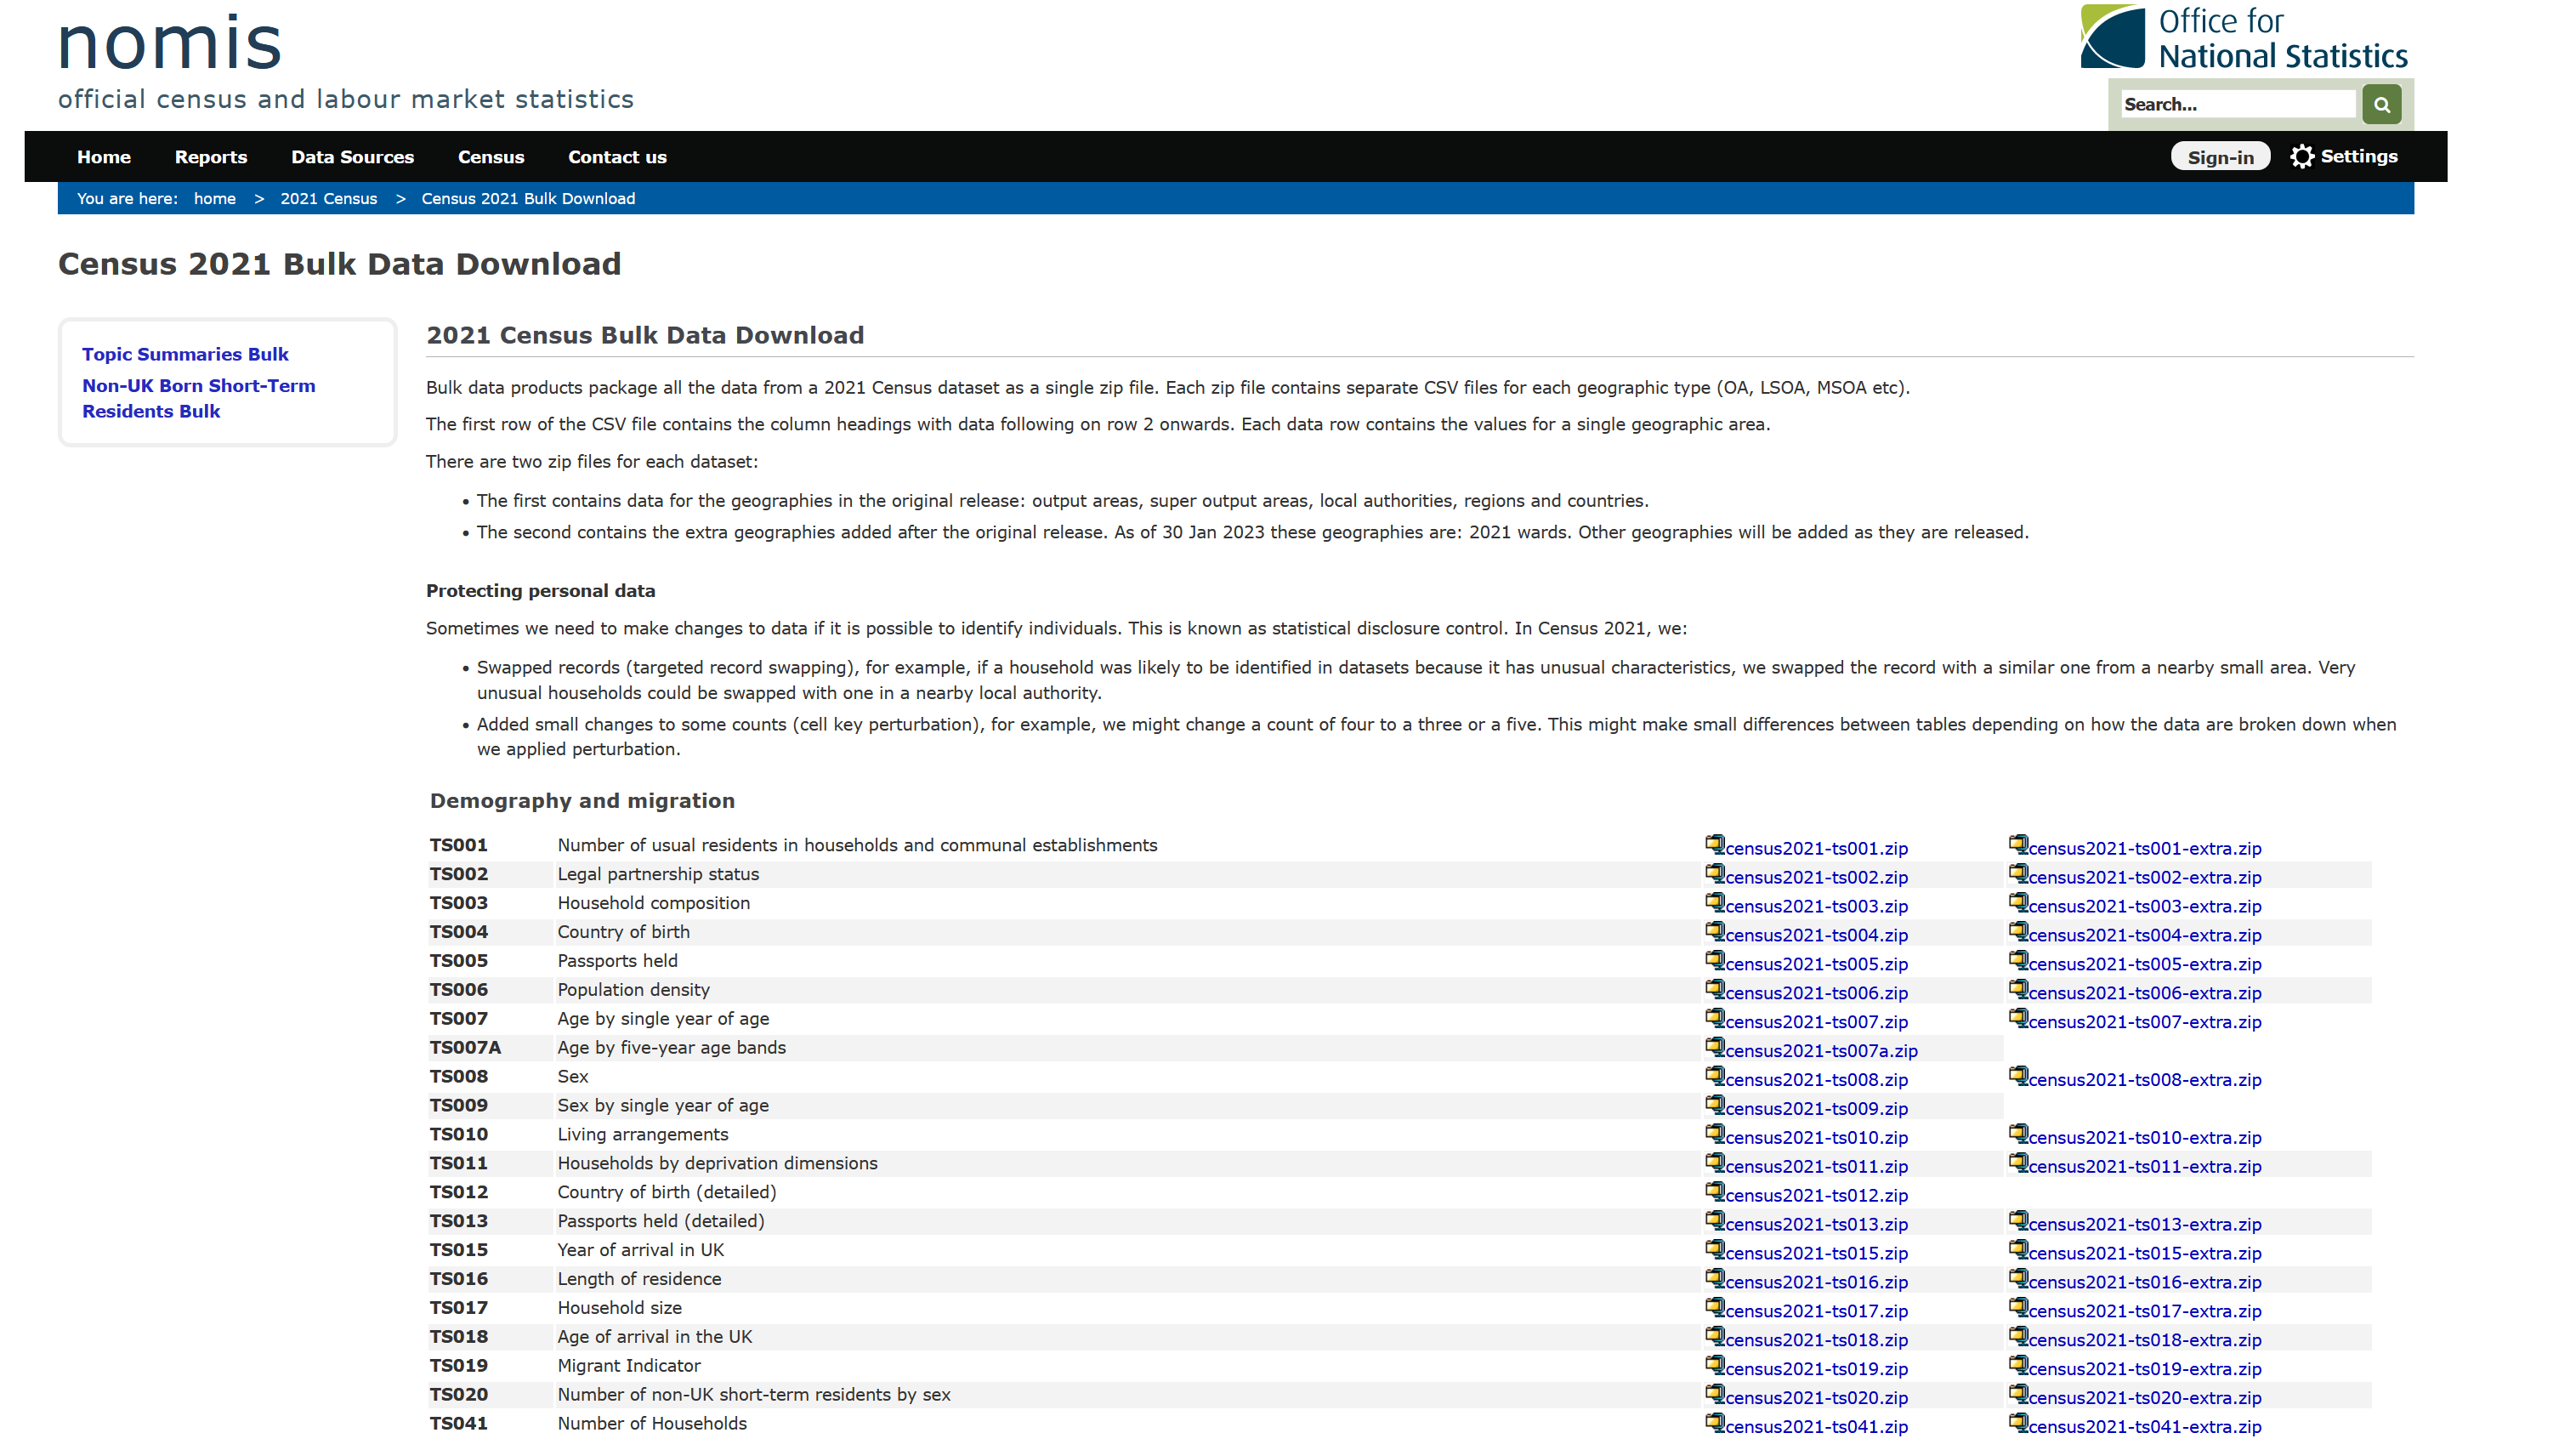 nomis
official census and labour market statistics
Office for
National Statistics
Search...
Home Reports Data Sources Census Contact us Sign-in Settings
You are here: home > 2021 Census > Census 2021 Bulk Download
Census 2021 Bulk Data Download
Topic Summaries Bulk
Non-UK Born Short-Term
Residents Bulk
2021 Census Bulk Data Download
Bulk data products package all the data from a 2021 Census dataset as a single zip file. Each zip file contains separate CSV files for each geographic type (OA, LSOA, MSOA etc).
The first row of the CSV file contains the column headings with data following on row 2 onwards. Each data row contains the values for a single geographic area.
There are two zip files for each dataset:
• The first contains data for the geographies in the original release: output areas, super output areas, local authorities, regions and countries.
• The second contains the extra geographies added after the original release. As of 30 Jan 2023 these geographies are: 2021 wards. Other geographies will be added as they are released.
Protecting personal data
Sometimes we need to make changes to data if it is possible to identify individuals. This is known as statistical disclosure control. In Census 2021, we:
• Swapped records (targeted record swapping), for example, if a household was likely to be identified in datasets because it has unusual characteristics, we swapped the record with a similar one from a nearby small area. Very
unusual households could be swapped with one in a nearby local authority.
• Added small changes to some counts (cell key perturbation), for example, we might change a count of four to a three or a five. This might make small differences between tables depending on how the data are broken down when
we applied perturbation.
Demography and migration
TS001 Number of usual residents in households and communal establishments census2021-ts001.zip census2021-ts001-extra.zip
TS002 Legal partnership status census2021-ts002.zip census2021-ts002-extra.zip
TS003 Household composition census2021-ts003.zip census2021-ts003-extra.zip
TS004 Country of birth census2021-ts004.zip census2021-ts004-extra.zip
TS005 Passports held census2021-ts005.zip census2021-ts005-extra.zip
TS006 Population density census2021-ts006.zip census2021-ts006-extra.zip
TS007 Age by single year of age census2021-ts007.zip census2021-ts007-extra.zip
TS007A Age by five-year age bands census2021-ts007a.zip
TS008 Sex census2021-ts008.zip census2021-ts008-extra.zip
TS009 Sex by single year of age census2021-ts009.zip
TS010 Living arrangements census2021-ts010.zip census2021-ts010-extra.zip
TS011 Households by deprivation dimensions census2021-ts011.zip census2021-ts011-extra.zip
TS012 Country of birth (detailed) census2021-ts012.zip
TS013 Passports held (detailed) census2021-ts013.zip census2021-ts013-extra.zip
TS015 Year of arrival in UK census2021-ts015.zip census2021-ts015-extra.zip
TS016 Length of residence census2021-ts016.zip census2021-ts016-extra.zip
TS017 Household size census2021-ts017.zip census2021-ts017-extra.zip
TS018 Age of arrival in the UK census2021-ts018.zip census2021-ts018-extra.zip
TS019 Migrant Indicator census2021-ts019.zip census2021-ts019-extra.zip
TS020 Number of non-UK short-term residents by sex census2021-ts020.zip census2021-ts020-extra.zip
TS041 Number of Households census2021-ts041.zip census2021-ts041-extra.zip